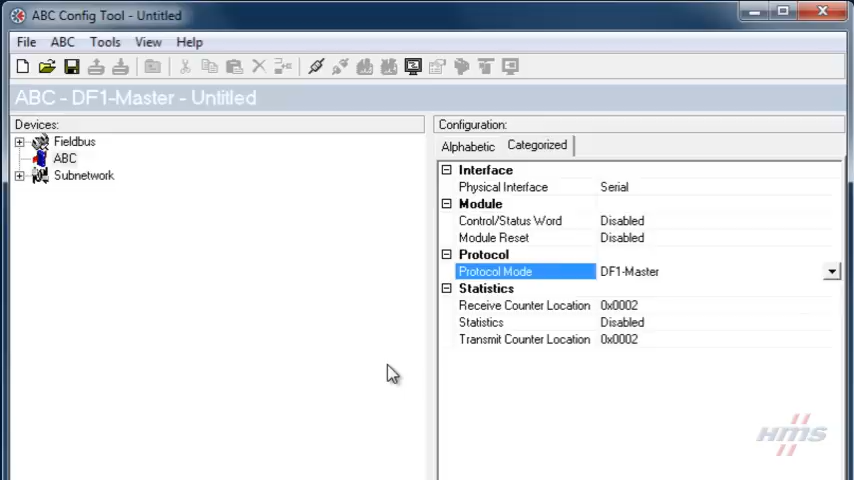 ABC Config Tool - Untitled
File ABC Tools View Help
ABC - DF1-Master - Untitled
Devices:
Fieldbus
ABC
Subnetwork
Configuration:
Alphabetic Categorized
Interface
Physical Interface Serial
Module
Control/Status Word Disabled
Module Reset Disabled
Protocol
Protocol Mode DF1-Master
Statistics
Receive Counter Location 0x0002
Statistics Disabled
Transmit Counter Location 0x0002
HMS